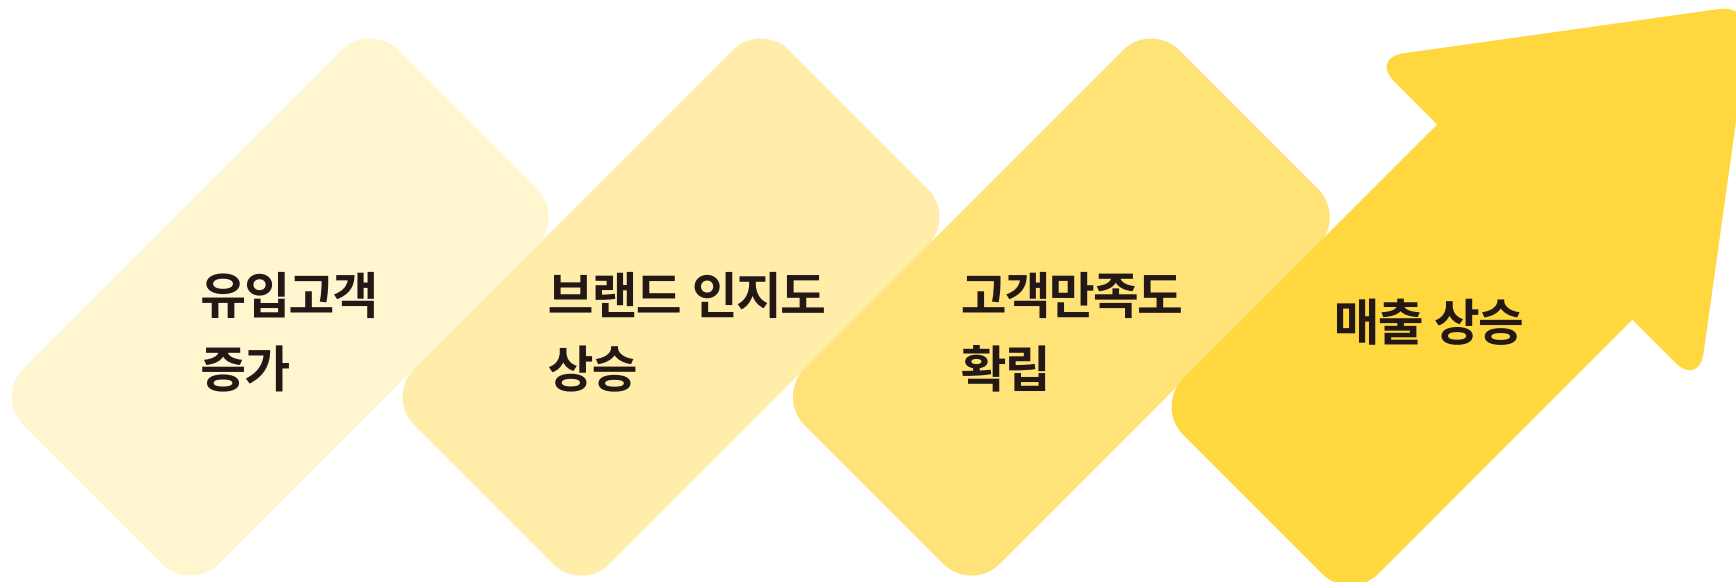 유입고객
증가
브랜드 인지도
상승
고객만족도
확립
매출 상승